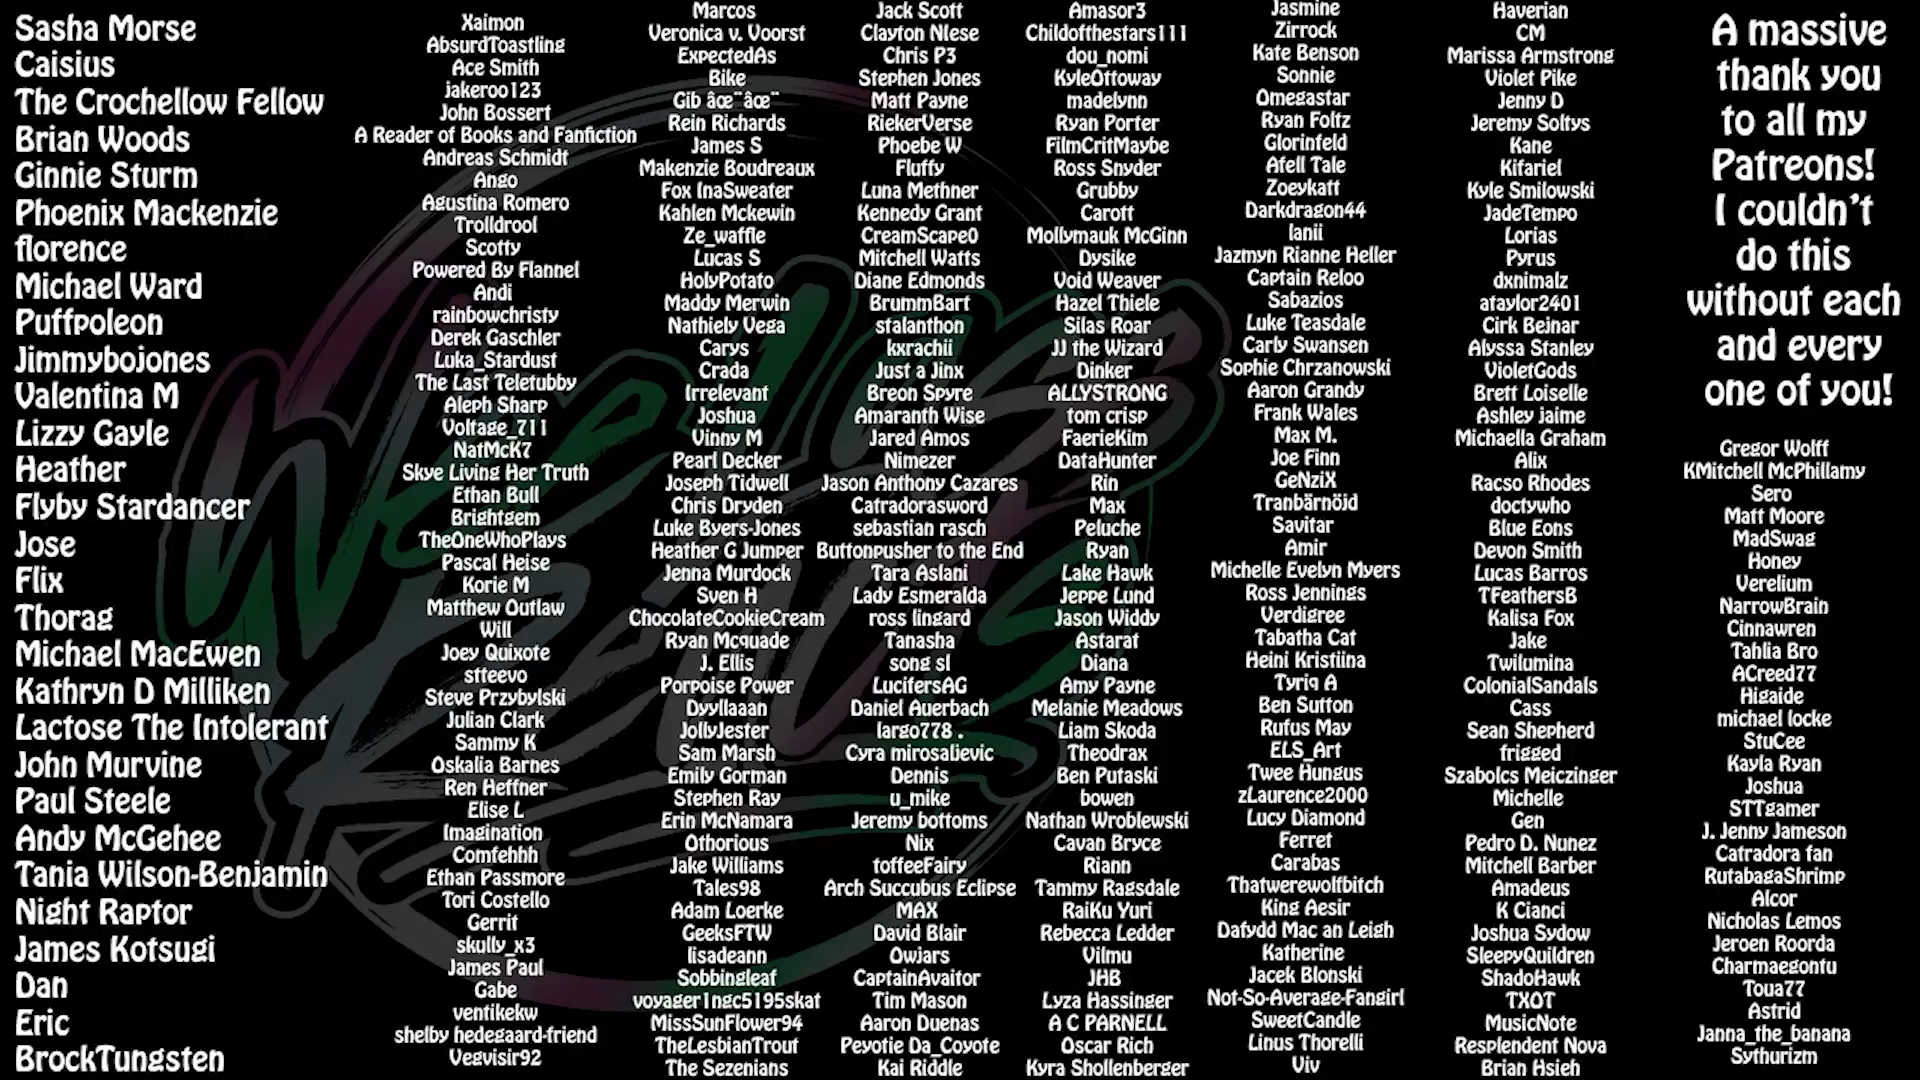 Sasha Morse
Caisius
The Crochellow Fellow
Brian Woods
Ginnie Sturm
Phoenix Mackenzie
florence
Michael Ward
Puffpoleon
Jimmybojones
Valentina M
Lizzy Gayle
Heather
Flyby Stardancer
Jose
Flix
Thorag
Michael MacEwen
Kathryn D Milliken
Lactose The Intolerant
John Murvine
Paul Steele
Andy McGehee
Tania Wilson-Benjamin
Night Raptor
James Kotsugi
Dan
Eric
BrockTungsten
Xaimon
AbsurdToastling
Ace Smith
jakeroo123
John Bossert
A Reader of Books and Fanfiction
Andreas Schmidt
Ango
Agustina Romero
Trolldrool
Scotty
Powered By Flannel
Andi
rainbowchristy
Derek Gaschler
Luka_Stardust
The Last Teletubby
Aleph Sharp
Voltage_711
NatMcK7
Skye Living Her Truth
Ethan Bull
Brightgem
TheOneWhoPlays
Pascal Heise
Korie M
Matthew Outlaw
Will
Joey Quixote
stteevo
Steve Przybylski
Julian Clark
Sammy K
Oskalia Barnes
Ren Heffner
Elise L
Imagination
Comfehhh
Ethan Passmore
Tori Costello
Gerrit
skully_x3
James Paul
Gabe
ventikekw
shelby hedegaard-friend
Vegvisir92
Marcos
Veronica v. Voorst
ExpectedAs
Bike
Gib âœ¨âœ¨
Rein Richards
James S
Makenzie Boudreaux
Fox InaSweater
Kahlen Mckewin
Ze_waffle
Lucas S
HolyPotato
Maddy Merwin
Nathiely Vega
Carys
Crada
Irrelevant
Joshua
Vinny M
Pearl Decker
Joseph Tidwell
Chris Dryden
Luke Byers-Jones
Heather G Jumper
Jenna Murdock
Sven H
ChocolateCookieCream
Ryan Mcquade
J. Ellis
Porpoise Power
Dyyllaaan
JollyJester
Sam Marsh
Emily Gorman
Stephen Ray
Erin McNamara
Othorious
Jake Williams
Tales98
Adam Loerke
GeeksFTW
lisadeann
Sobbingleaf
voyager1ngc5195skat
MissSunFlower94
TheLesbianTrout
The Sezenians
Jack Scott
Clayton Nlese
Chris P3
Stephen Jones
Matt Payne
RiekerVerse
Phoebe W
Fluffy
Luna Methner
Kennedy Grant
CreamScape0
Mitchell Watts
Diane Edmonds
BrummBart
stalanthon
kxrachii
Just a Jinx
Breon Spyre
Amaranth Wise
Jared Amos
Nimezer
Jason Anthony Cazares
Catradorasword
sebastian rasch
Buttonpusher to the End
Tara Aslani
Lady Esmeralda
ross lingard
Tanasha
song sl
LucifersAG
Daniel Auerbach
largo778 .
Cyra mirosaljevic
Dennis
u_mike
Jeremy bottoms
Nix
toffeeFairy
Arch Succubus Eclipse
MAX
David Blair
Owjars
CaptainAvaitor
Tim Mason
Aaron Duenas
Peyotie Da_Coyote
Kai Riddle
Amasor3
Childofthestars111
dou_nomi
KyleOttoway
madelynn
Ryan Porter
FilmCritMaybe
Ross Snyder
Grubby
Carott
Mollymauk McGinn
Dysike
Void Weaver
Hazel Thiele
Silas Roar
JJ the Wizard
Dinker
ALLYSTRONG
tom crisp
FaerieKim
DataHunter
Rin
Max
Peluche
Ryan
Lake Hawk
Jeppe Lund
Jason Widdy
Astarat
Diana
Amy Payne
Melanie Meadows
Liam Skoda
Theodrax
Ben Putaski
bowen
Nathan Wroblewski
Cavan Bryce
Riann
Tammy Ragsdale
RaiKu Yuri
Rebecca Ledder
Vilmu
JHB
Lyza Hassinger
A C PARNELL
Oscar Rich
Kyra Shollenberger
Jasmine
Zirrock
Kate Benson
Sonnie
Omegastar
Ryan Foltz
Glorinfeld
Afell Tale
Zoeykatt
Darkdragon44
Ianii
Jazmyn Rianne Heller
Captain Reloo
Sabazios
Luke Teasdale
Carly Swansen
Sophie Chrzanowski
Aaron Grandy
Frank Wales
Max M.
Joe Finn
GeNziX
Tranbärnöjd
Savitar
Amir
Michelle Evelyn Myers
Ross Jennings
Verdigree
Tabatha Cat
Heini Kristiina
Tyriq A
Ben Sutton
Rufus May
ELS_Art
Twee Hungus
zLaurence2000
Lucy Diamond
Ferret
Carabas
Thatwerewolfbitch
King Aesir
Dafydd Mac an Leigh
Katherine
Jacek Blonski
Not-So-Average-Fangirl
SweetCandle
Linus Thorelli
Viv
Haverian
CM
Marissa Armstrong
Violet Pike
Jenny D
Jeremy Soltys
Kane
Kifariel
Kyle Smilowski
JadeTempo
Lorias
Pyrus
dxnimalz
ataylor2401
Cirk Bejnar
Alyssa Stanley
VioletGods
Brett Loiselle
Ashley jaime
Michaella Graham
Alix
Racso Rhodes
doctywho
Blue Eons
Devon Smith
Lucas Barros
TFeathersB
Kalisa Fox
Jake
Twilumina
ColonialSandals
Cass
Sean Shepherd
frigged
Szabolcs Meiczinger
Michelle
Gen
Pedro D. Nunez
Mitchell Barber
Amadeus
K Cianci
Joshua Sydow
SleepyQuildren
ShadoHawk
TXOT
MusicNote
Resplendent Nova
Brian Hsieh
A massive
thank you
to all my
Patreons!
I couldn't
do this
without each
and every
one of you!
Gregor Wolff
KMitchell McPhillamy
Sero
Matt Moore
MadSwag
Honey
Verelium
NarrowBrain
Cinnawren
Tahlia Bro
ACreed77
Higaide
michael locke
StuCee
Kayla Ryan
Joshua
STTgamer
J. Jenny Jameson
Catradora fan
RutabagaShrimp
Alcor
Nicholas Lemos
Jeroen Roorda
Charmaegontu
Toua77
Astrid
Janna_the_banana
Sythurizm